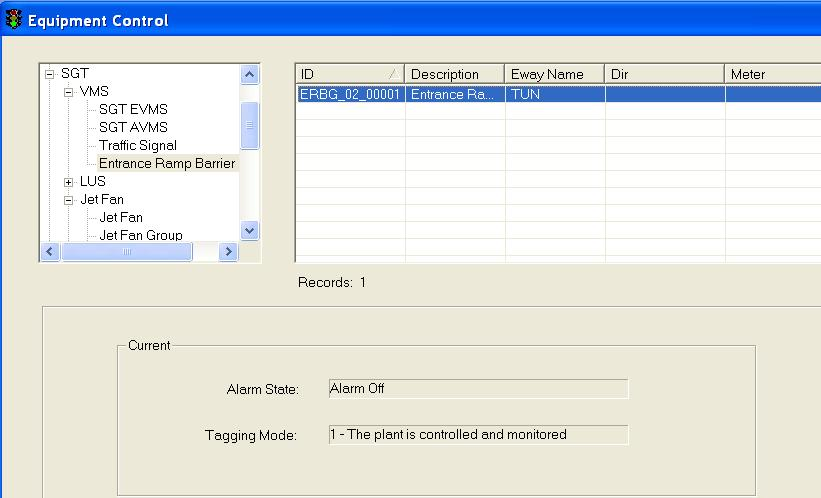 Equipment Control
SGT
VMS
SGT EVMS
SGT AVMS
Traffic Signal
Entrance Ramp Barrier
LUS
Jet Fan
Jet Fan
Jet Fan Group
ID Description Eway Name Dir Meter
ERBG_02_00001 Entrance Ra... TUN
Records: 1
Current
Alarm State: Alarm Off
Tagging Mode: 1 - The plant is controlled and monitored